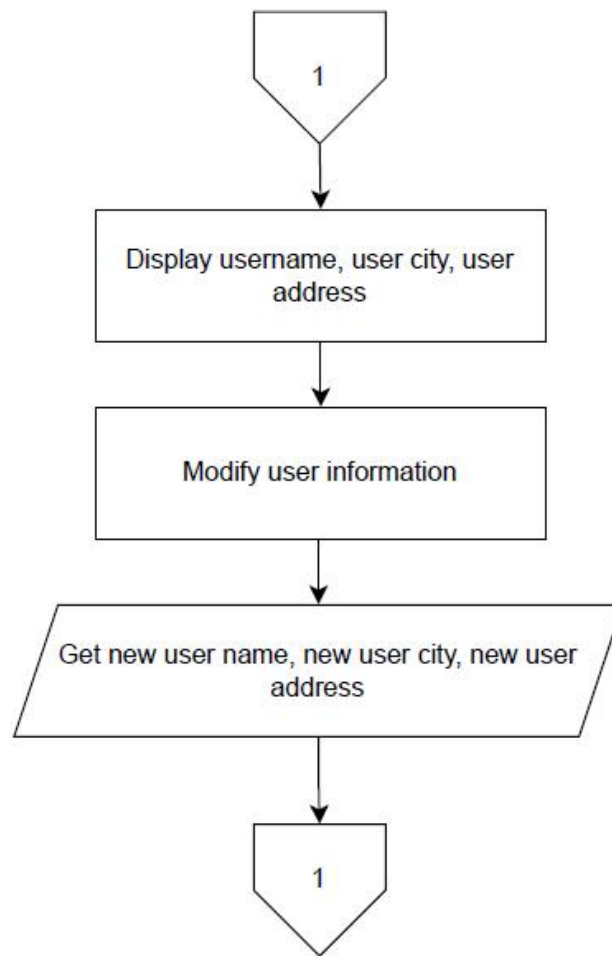 1
Display username, user city, user
address
Modify user information
Get new user name, new user city, new user
address
1